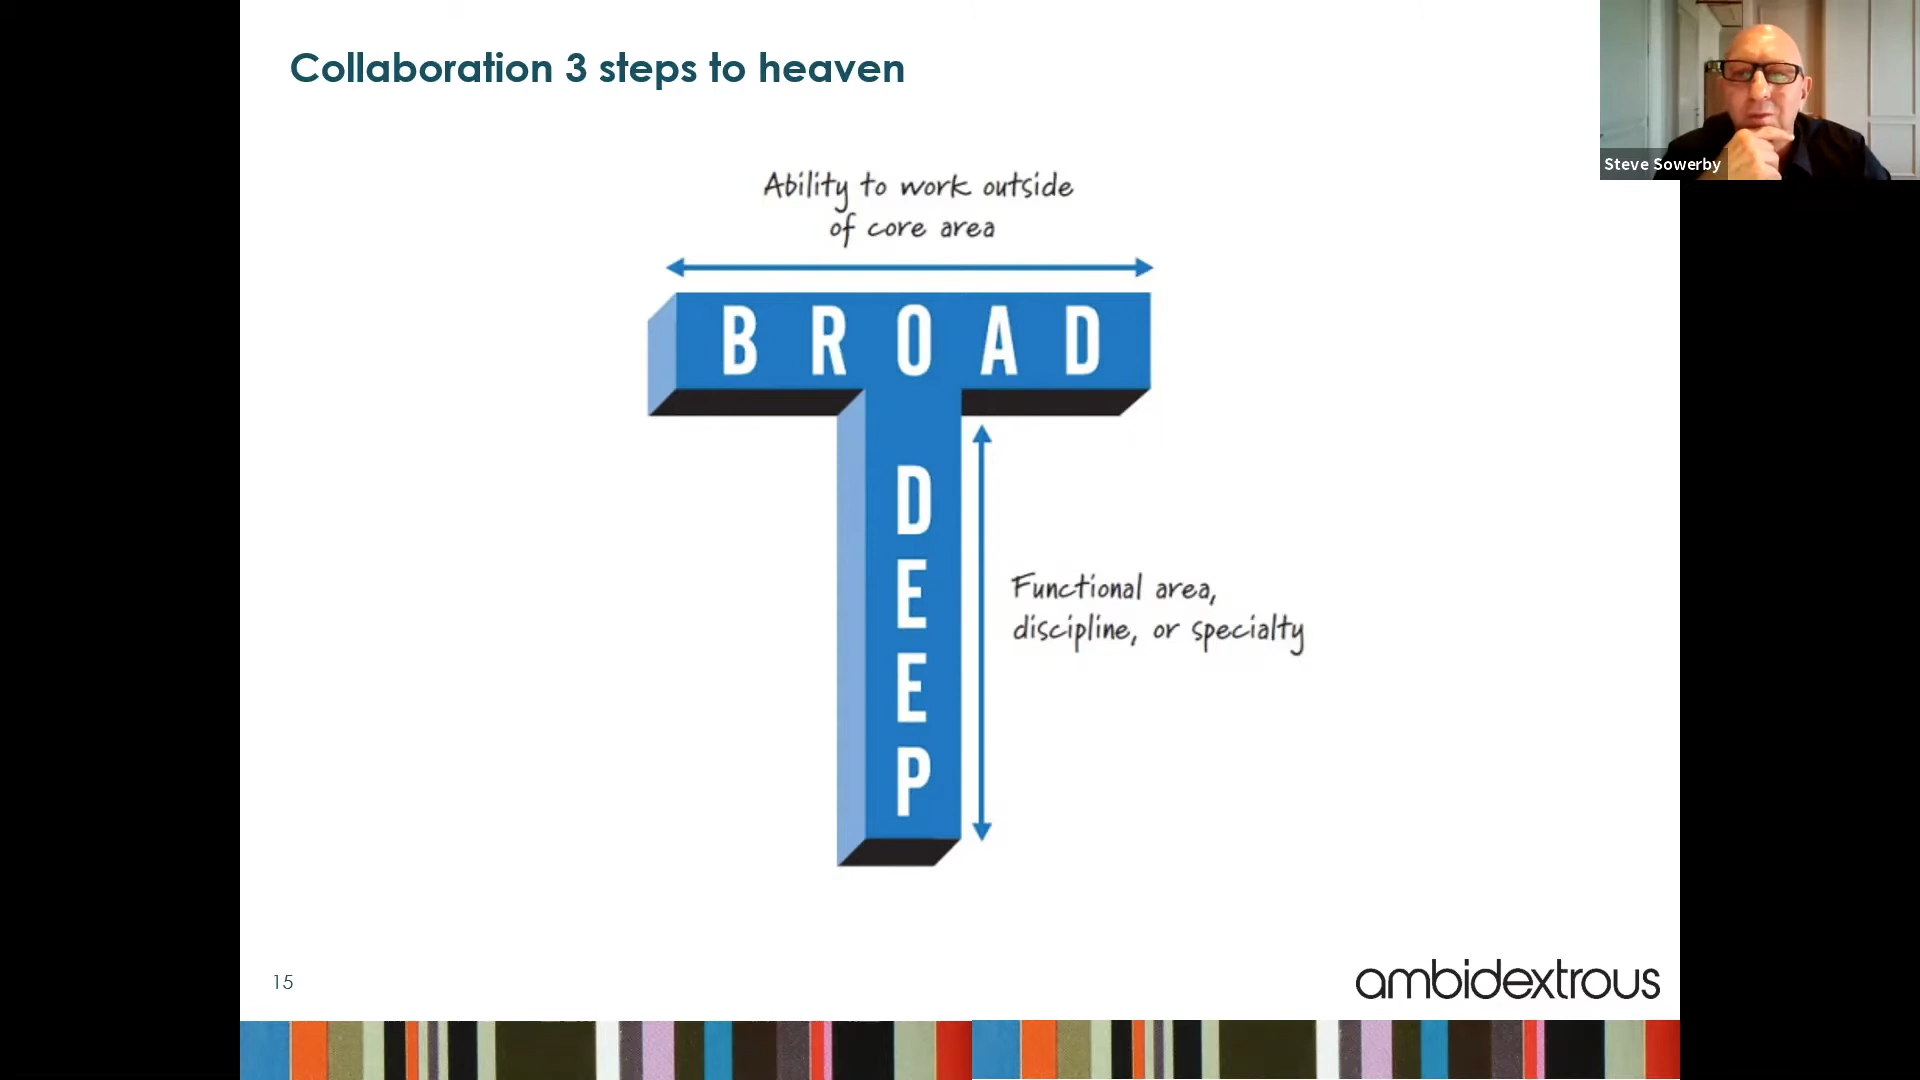 Collaboration 3 steps to heaven
Steve Sowerby
Ability to work outside
of core area
BROAD
DEEP
Functional area,
discipline, or specialty
15
ambidextrous